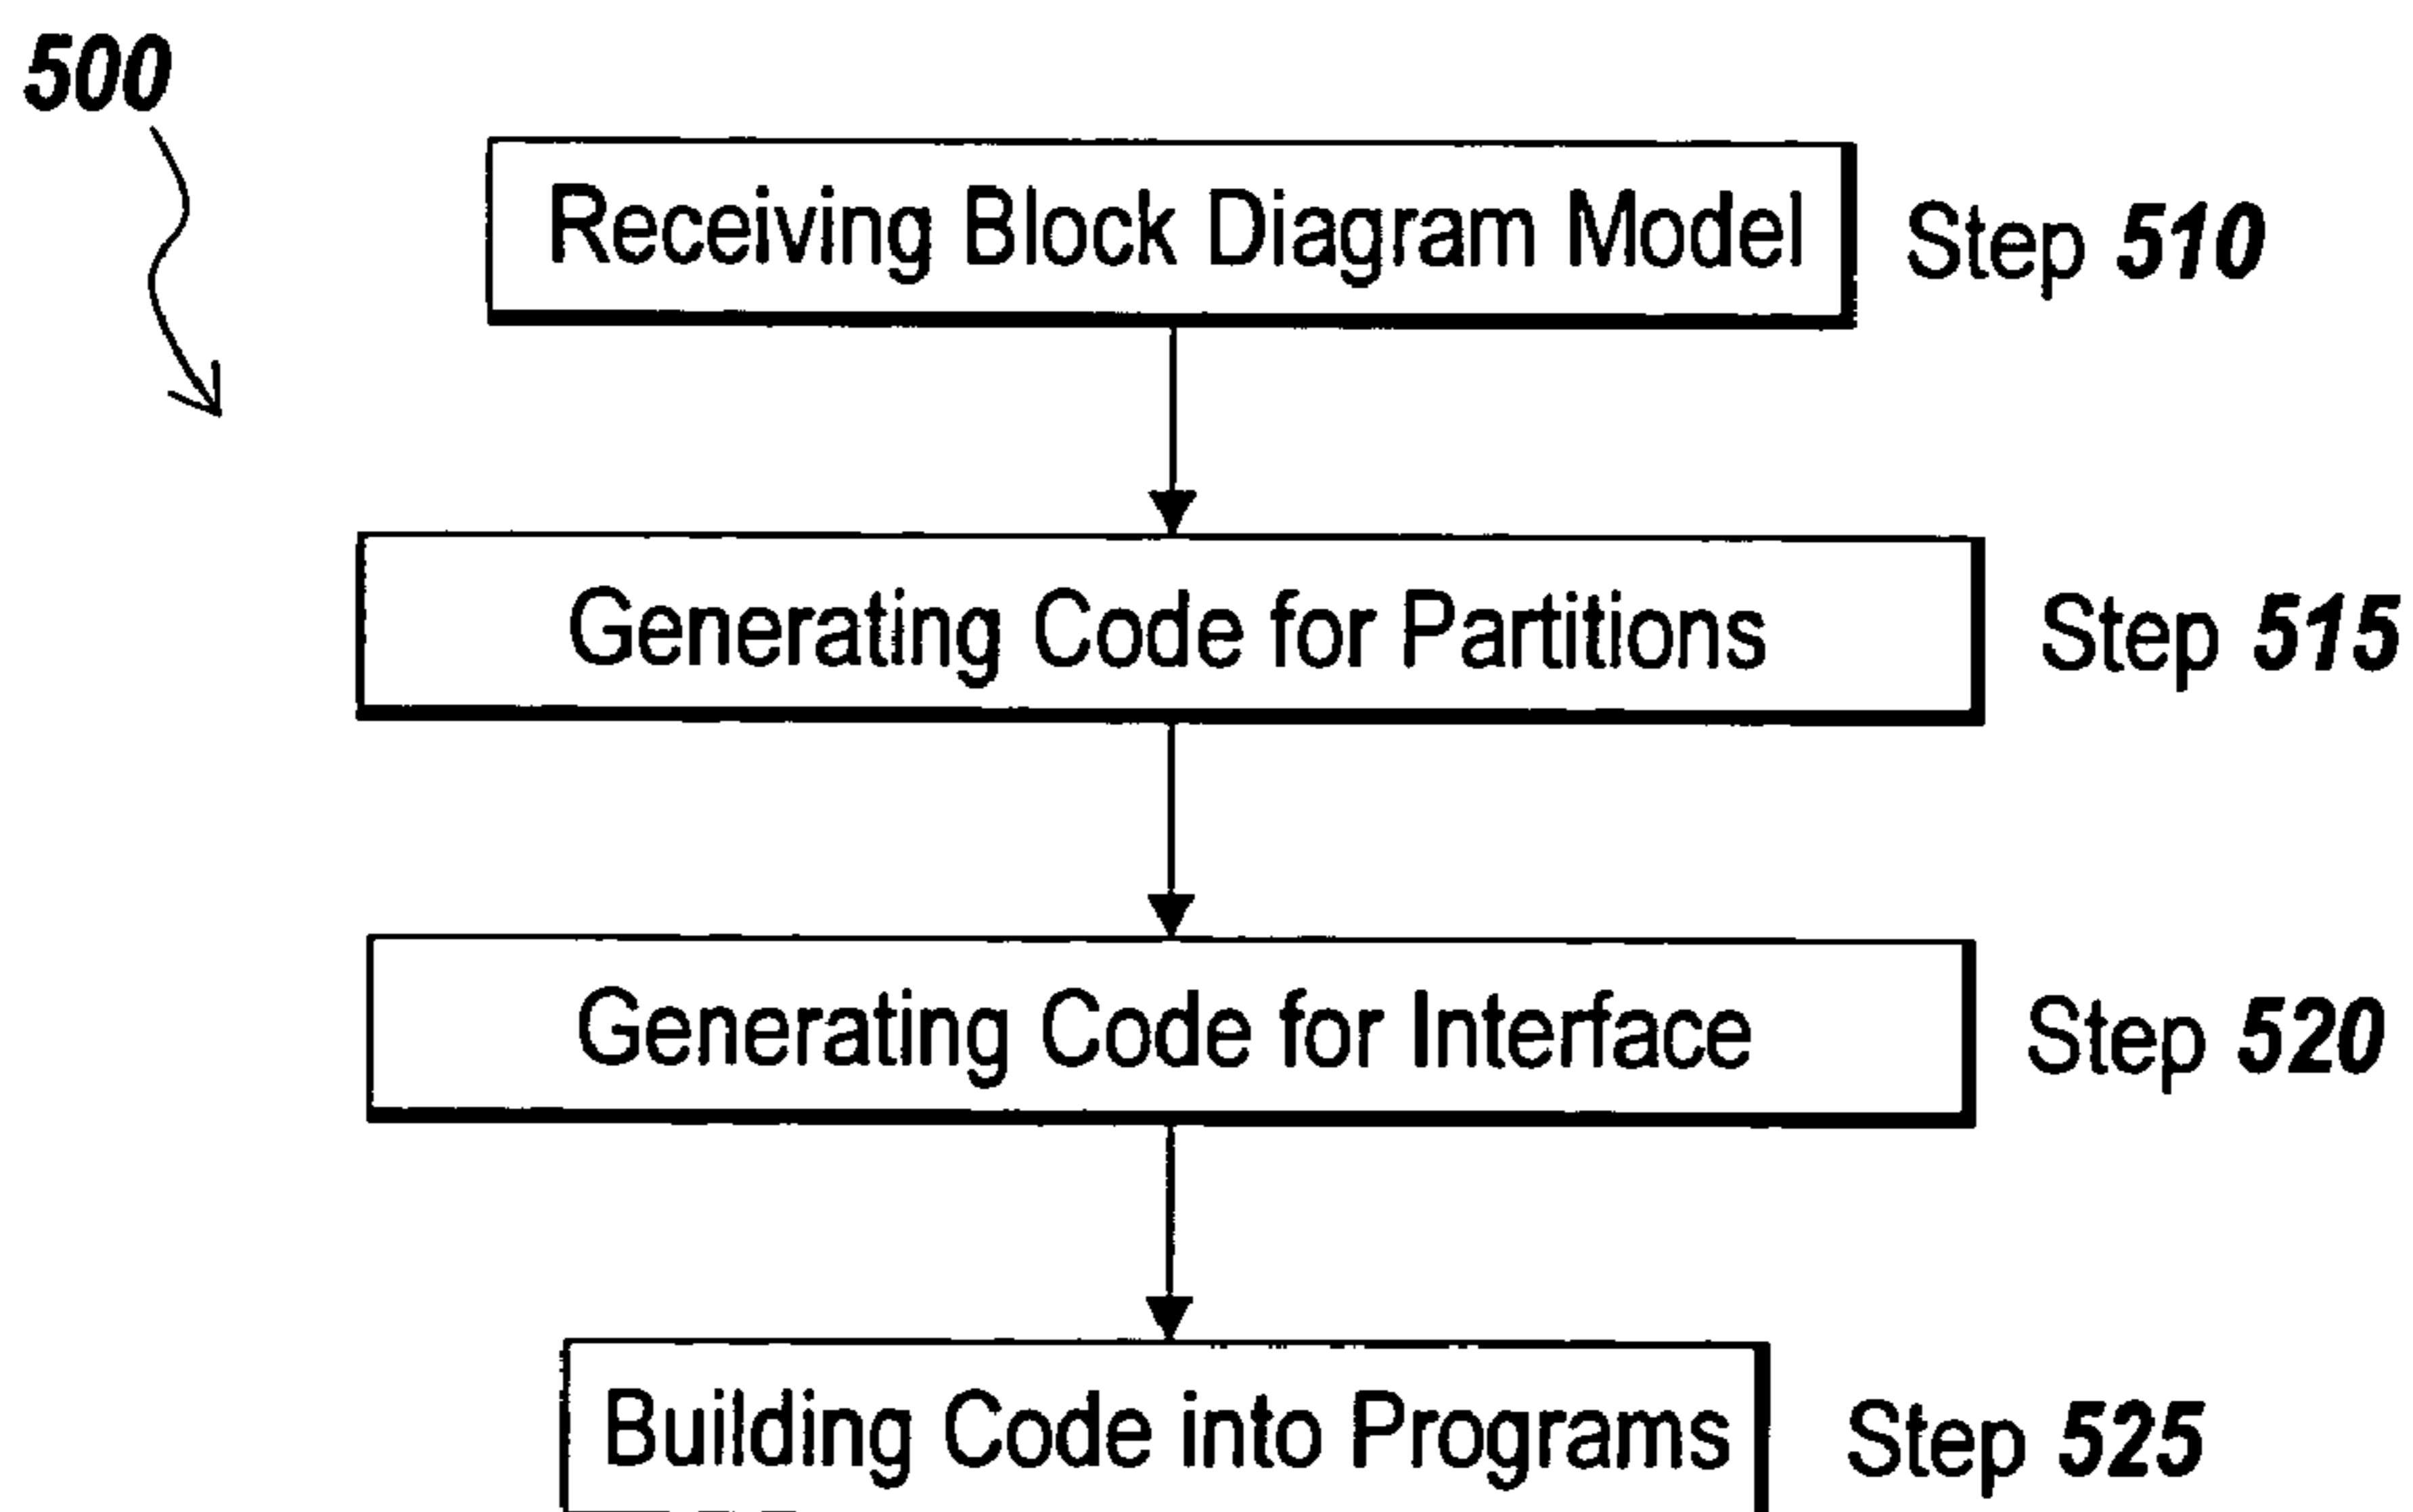 500
Receiving Block Diagram Model Step 510
Generating Code for Partitions Step 515
Generating Code for Interface Step 520
Building Code into Programs Step 525